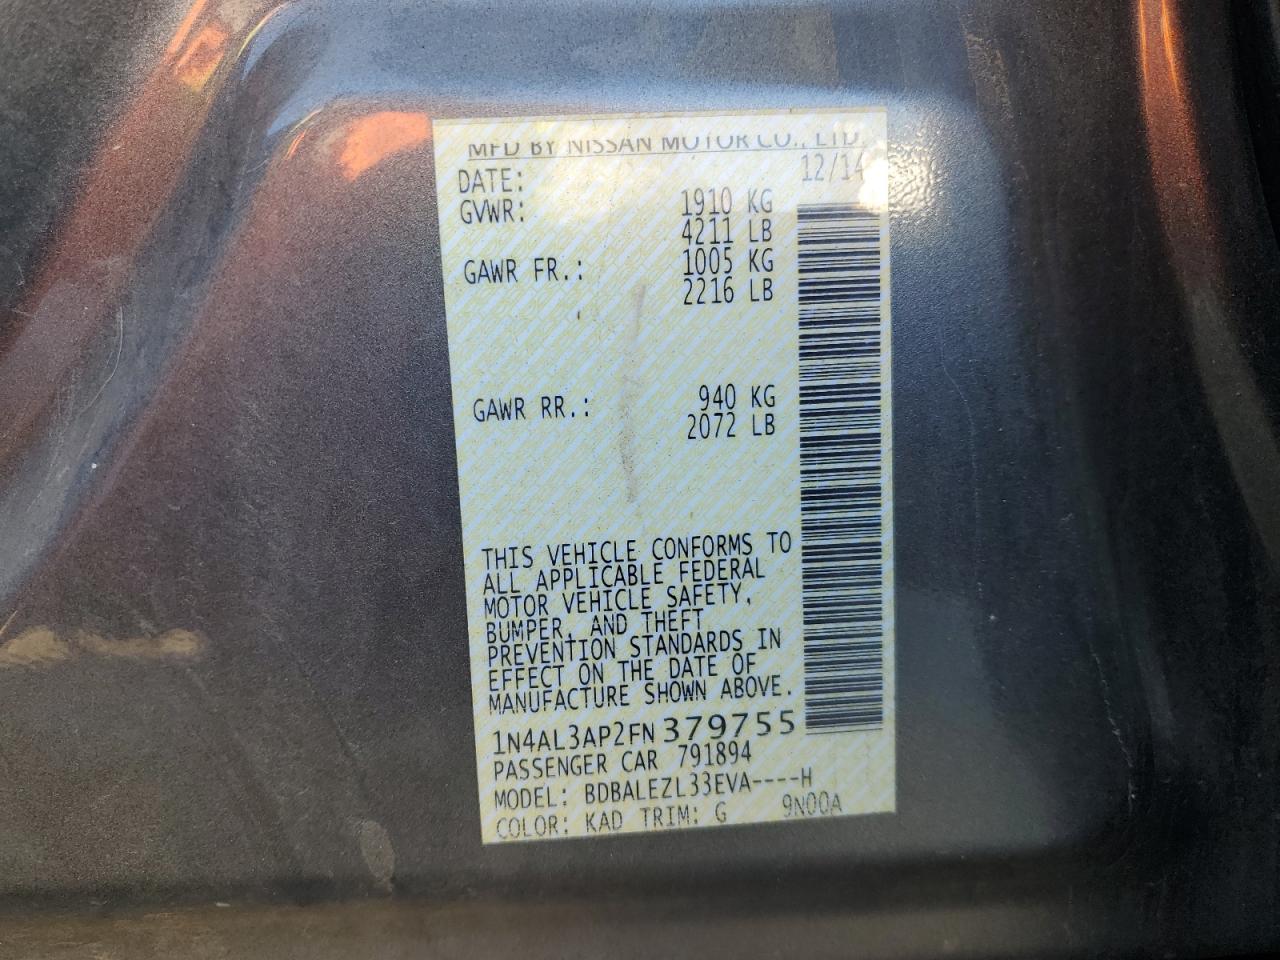 MFD BY NISSAN MOTOR CO., LTD.
DATE: 12/14
GVWR: 1910 KG
4211 LB
GAWR FR.: 1005 KG
2216 LB
GAWR RR.: 940 KG
2072 LB
THIS VEHICLE CONFORMS TO
ALL APPLICABLE FEDERAL
MOTOR VEHICLE SAFETY,
BUMPER, AND THEFT
PREVENTION STANDARDS IN
EFFECT ON THE DATE OF
MANUFACTURE SHOWN ABOVE.
1N4AL3AP2FN379755
PASSENGER CAR 791894
MODEL: BDBALEZL33EVA----H
COLOR: KAD TRIM: G 9N00A